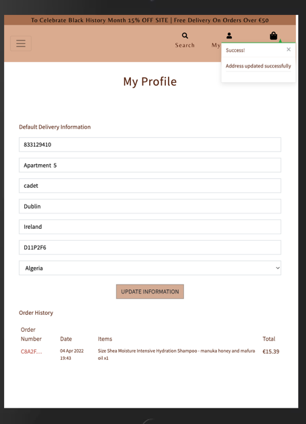 To Celebrate Black History Month 15% OFF SITE | Free Delivery On Orders Over €50
Search
My
Success!
×
Address updated successfully
My Profile
Default Delivery Information
833129410
Apartment 5
cadet
Dublin
Ireland
D11P2F6
Algeria
UPDATE INFORMATION
Order History
Order Number Date Items Total
C8A2F... 04 Apr 2022 19:43 Size Shea Moisture Intensive Hydration Shampoo - manuka honey and mafura oil x1 €15.39